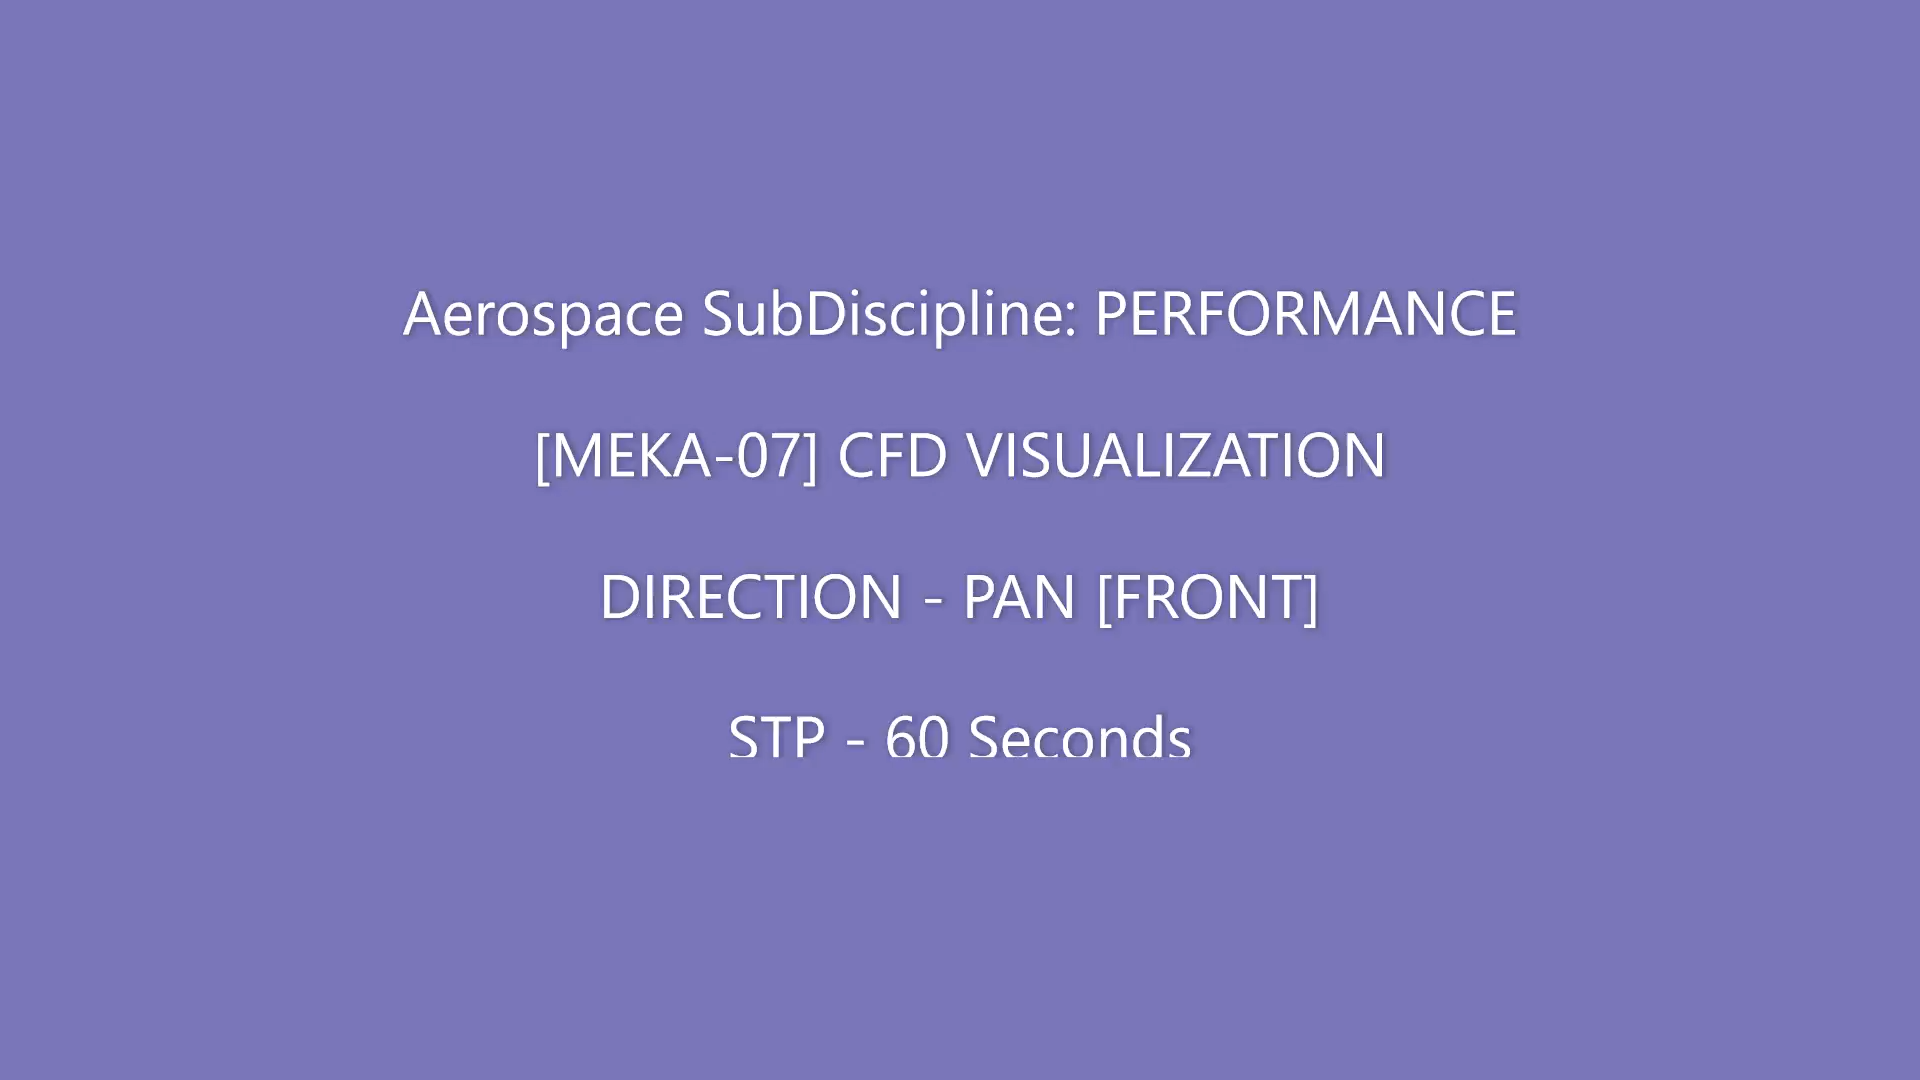 Aerospace SubDiscipline: PERFORMANCE
[MEKA-07] CFD VISUALIZATION
DIRECTION - PAN [FRONT]
STP - 60 Seconds